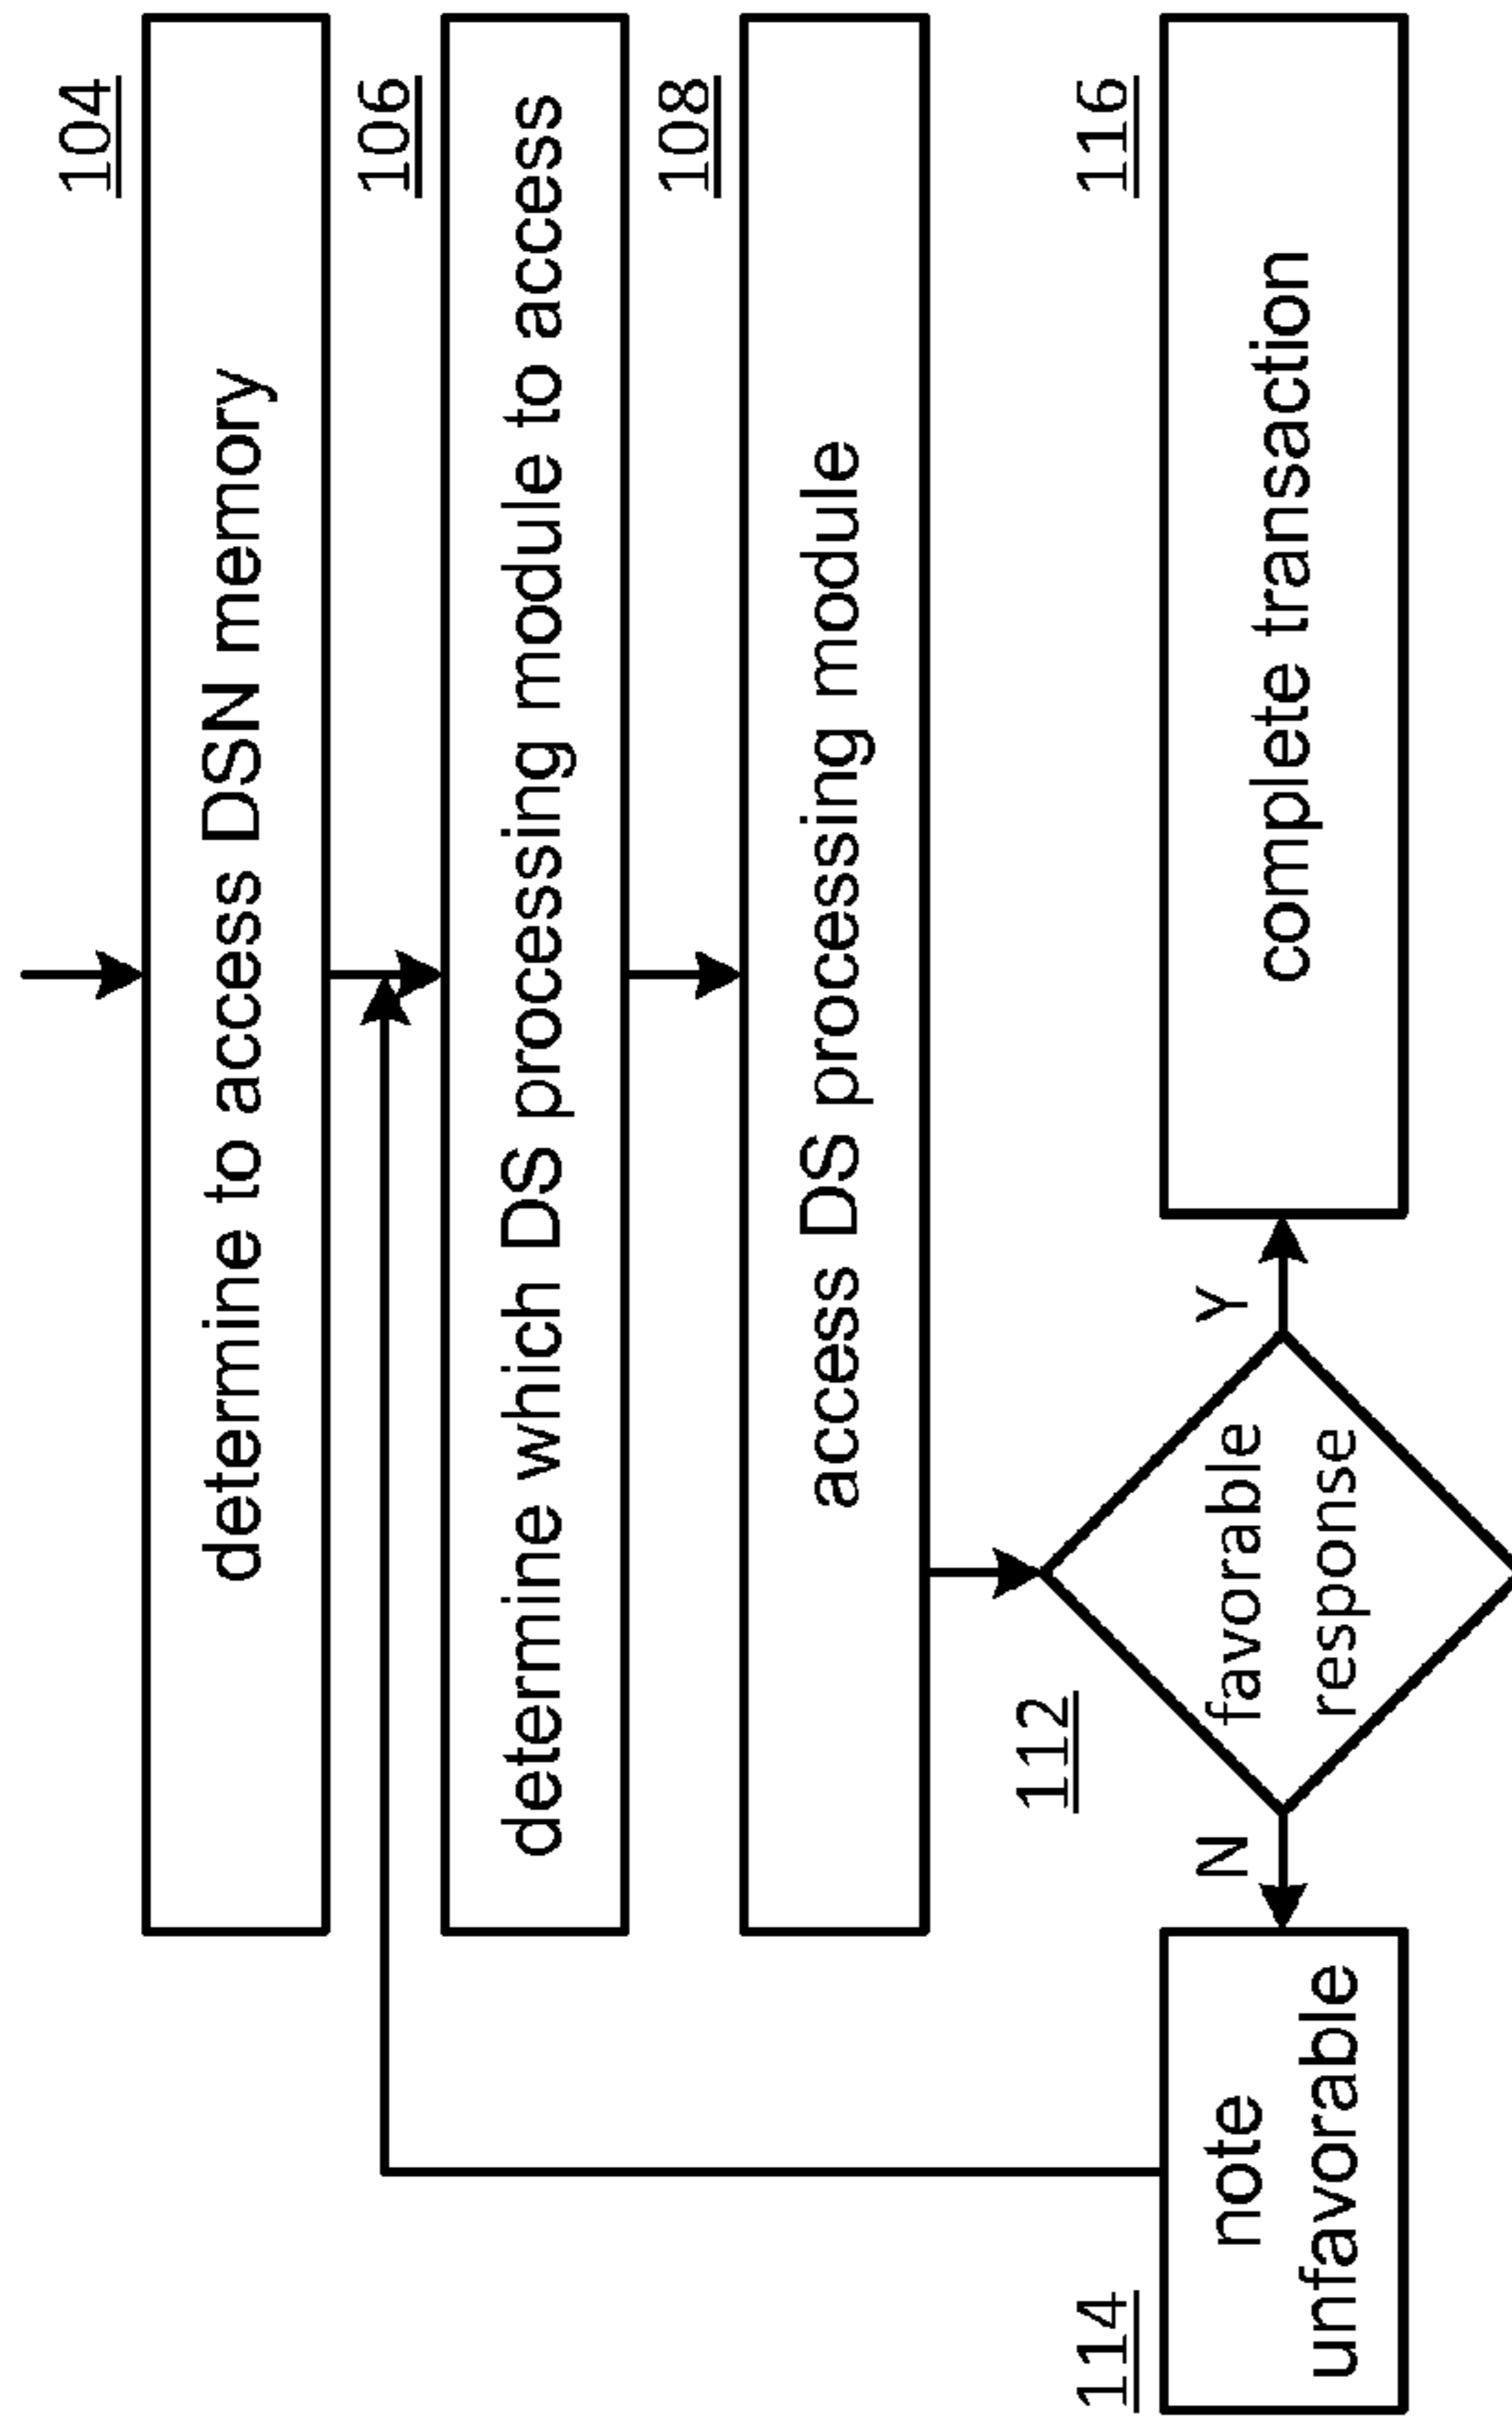 104
determine to access DSN memory
106
determine which DS processing module to access
108
access DS processing module
112
favorable
response
N
Y
114
note
unfavorable
116
complete transaction